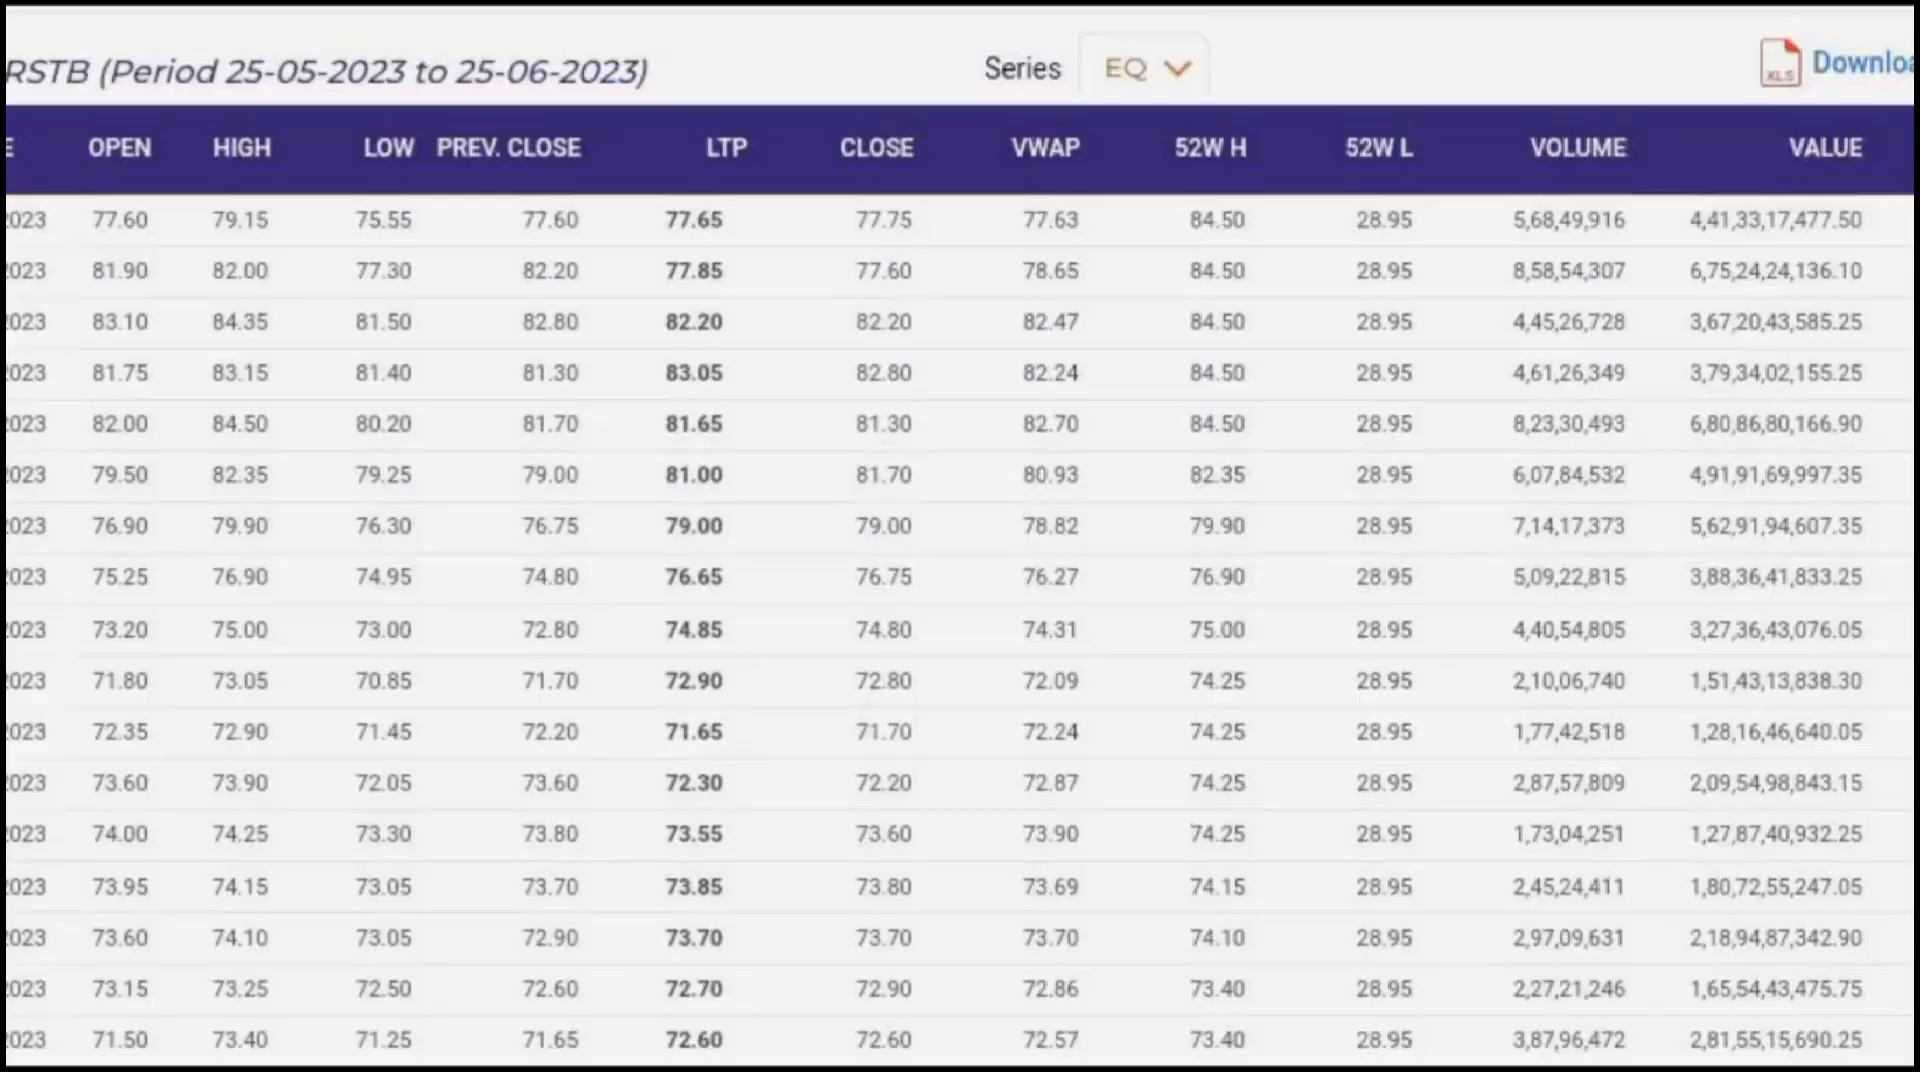 RSTB (Period 25-05-2023 to 25-06-2023) Series EQ XLS Downloa
E OPEN HIGH LOW PREV. CLOSE LTP CLOSE VWAP 52W H 52W L VOLUME VALUE
2023 77.60 79.15 75.55 77.60 77.65 77.75 77.63 84.50 28.95 5,68,49,916 4,41,33,17,477.50
2023 81.90 82.00 77.30 82.20 77.85 77.60 78.65 84.50 28.95 8,58,54,307 6,75,24,24,136.10
2023 83.10 84.35 81.50 82.80 82.20 82.20 82.47 84.50 28.95 4,45,26,728 3,67,20,43,585.25
2023 81.75 83.15 81.40 81.30 83.05 82.80 82.24 84.50 28.95 4,61,26,349 3,79,34,02,155.25
2023 82.00 84.50 80.20 81.70 81.65 81.30 82.70 84.50 28.95 8,23,30,493 6,80,86,80,166.90
2023 79.50 82.35 79.25 79.00 81.00 81.70 80.93 82.35 28.95 6,07,84,532 4,91,91,69,997.35
2023 76.90 79.90 76.30 76.75 79.00 79.00 78.82 79.90 28.95 7,14,17,373 5,62,91,94,607.35
2023 75.25 76.90 74.95 74.80 76.65 76.75 76.27 76.90 28.95 5,09,22,815 3,88,36,41,833.25
2023 73.20 75.00 73.00 72.80 74.85 74.80 74.31 75.00 28.95 4,40,54,805 3,27,36,43,076.05
2023 71.80 73.05 70.85 71.70 72.90 72.80 72.09 74.25 28.95 2,10,06,740 1,51,43,13,838.30
2023 72.35 72.90 71.45 72.20 71.65 71.70 72.24 74.25 28.95 1,77,42,518 1,28,16,46,640.05
2023 73.60 73.90 72.05 73.60 72.30 72.20 72.87 74.25 28.95 2,87,57,809 2,09,54,98,843.15
2023 74.00 74.25 73.30 73.80 73.55 73.60 73.90 74.25 28.95 1,73,04,251 1,27,87,40,932.25
2023 73.95 74.15 73.05 73.70 73.85 73.80 73.69 74.15 28.95 2,45,24,411 1,80,72,55,247.05
2023 73.60 74.10 73.05 72.90 73.70 73.70 73.70 74.10 28.95 2,97,09,631 2,18,94,87,342.90
2023 73.15 73.25 72.50 72.60 72.70 72.90 72.86 73.40 28.95 2,27,21,246 1,65,54,43,475.75
2023 71.50 73.40 71.25 71.65 72.60 72.60 72.57 73.40 28.95 3,87,96,472 2,81,55,15,690.25